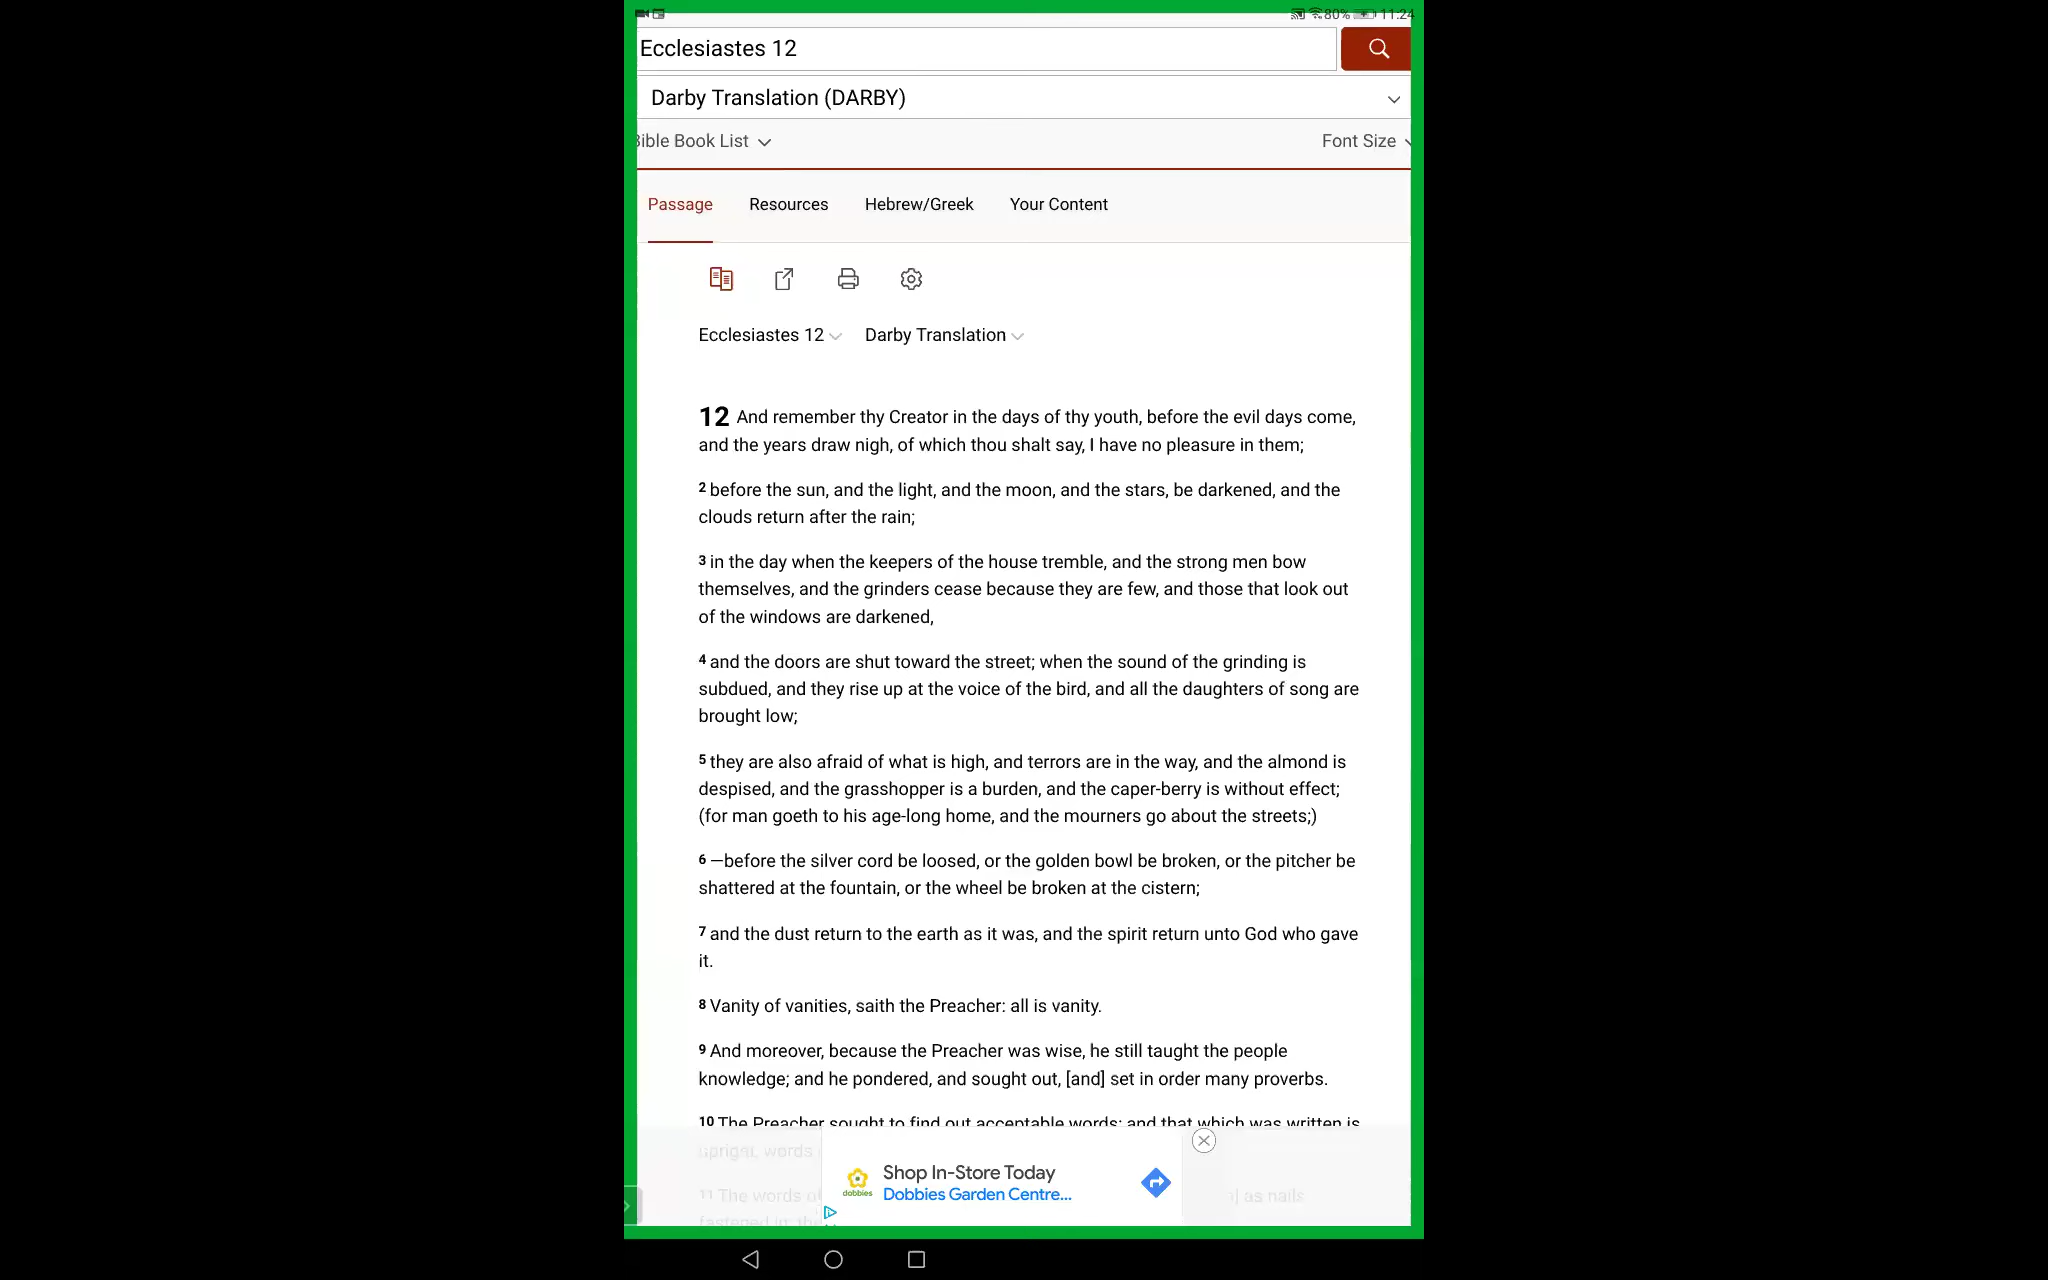 80% 11:24
Ecclesiastes 12
Darby Translation (DARBY)
Bible Book List Font Size
Passage Resources Hebrew/Greek Your Content
Ecclesiastes 12 Darby Translation
12 And remember thy Creator in the days of thy youth, before the evil days come,
and the years draw nigh, of which thou shalt say, I have no pleasure in them;
2 before the sun, and the light, and the moon, and the stars, be darkened, and the
clouds return after the rain;
3 in the day when the keepers of the house tremble, and the strong men bow
themselves, and the grinders cease because they are few, and those that look out
of the windows are darkened,
4 and the doors are shut toward the street; when the sound of the grinding is
subdued, and they rise up at the voice of the bird, and all the daughters of song are
brought low;
5 they are also afraid of what is high, and terrors are in the way, and the almond is
despised, and the grasshopper is a burden, and the caper-berry is without effect;
(for man goeth to his age-long home, and the mourners go about the streets;)
6 —before the silver cord be loosed, or the golden bowl be broken, or the pitcher be
shattered at the fountain, or the wheel be broken at the cistern;
7 and the dust return to the earth as it was, and the spirit return unto God who gave
it.
8 Vanity of vanities, saith the Preacher: all is vanity.
9 And moreover, because the Preacher was wise, he still taught the people
knowledge; and he pondered, and sought out, [and] set in order many proverbs.
10 The Preacher sought to find out acceptable words; and that which was written is
upright, words
Shop In-Store Today
dobbies Dobbies Garden Centre...
11 The words as nails
fastened in,